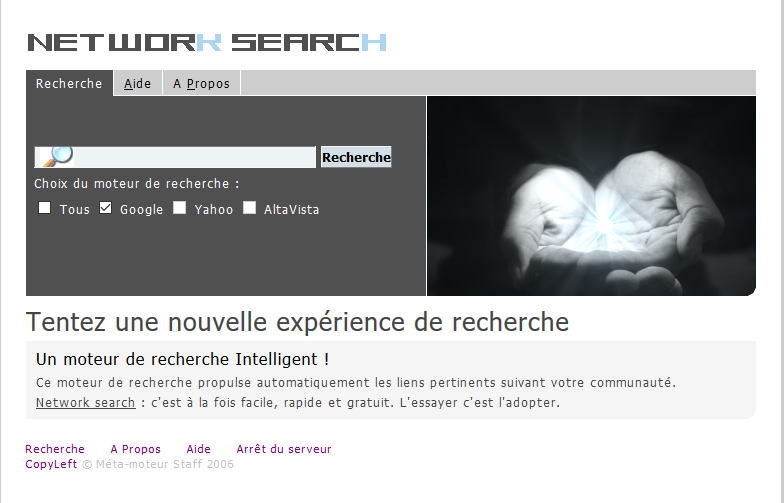 NETWORK SEARCH
Recherche Aide A Propos
Recherche
Choix du moteur de recherche :
Tous Google Yahoo AltaVista
Tentez une nouvelle expérience de recherche
Un moteur de recherche Intelligent !
Ce moteur de recherche propulse automatiquement les liens pertinents suivant votre communauté.
Network search : c'est à la fois facile, rapide et gratuit. L'essayer c'est l'adopter.
Recherche A Propos Aide Arrêt du serveur
CopyLeft © Méta-moteur Staff 2006